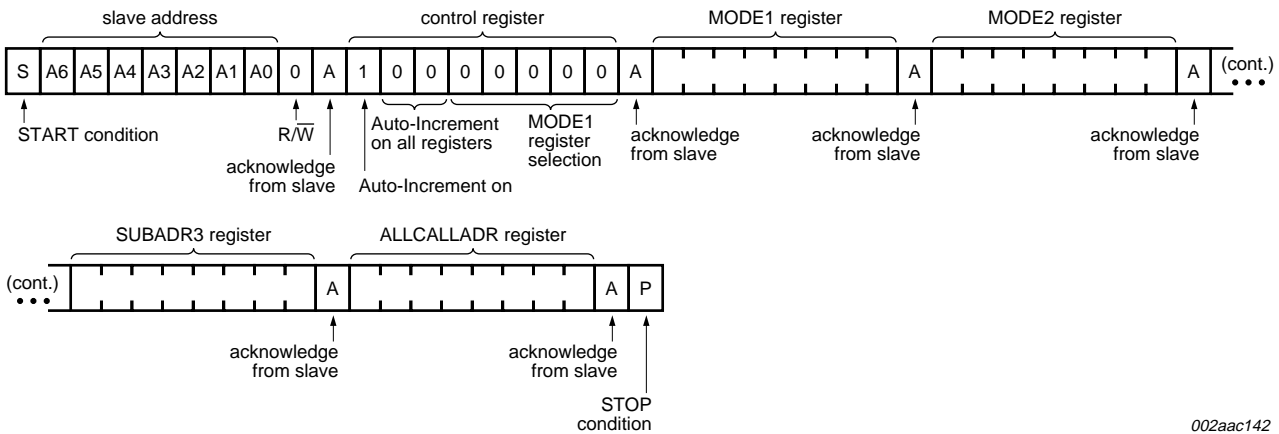 slave address control register MODE1 register MODE2 register
S A6 A5 A4 A3 A2 A1 A0 0 A 1 0 0 0 0 0 0 0 A A A (cont.)
START condition R/W̅ Auto-Increment on all registers MODE1 register selection acknowledge from slave acknowledge from slave acknowledge from slave
acknowledge from slave Auto-Increment on
SUBADR3 register ALLCALLADR register
(cont.) A A P
acknowledge from slave acknowledge from slave
STOP condition
002aac142